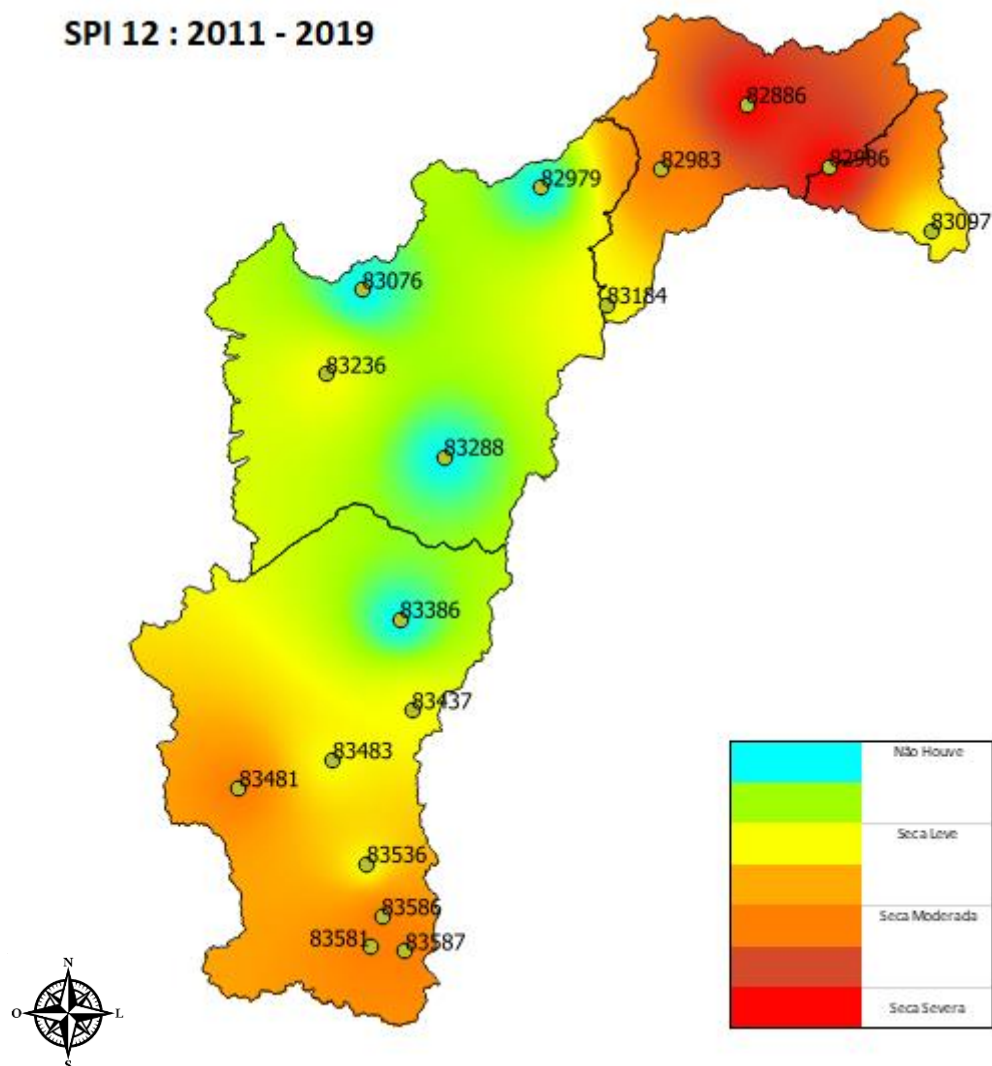 SPI 12 : 2011 - 2019
82886
82983
82986
82979
83097
83076
83184
83236
83288
83386
83437
83483
83481
83536
83586
83581
83587
Não Houve
Seca Leve
Seca Moderada
Seca Severa
N
O
L
S